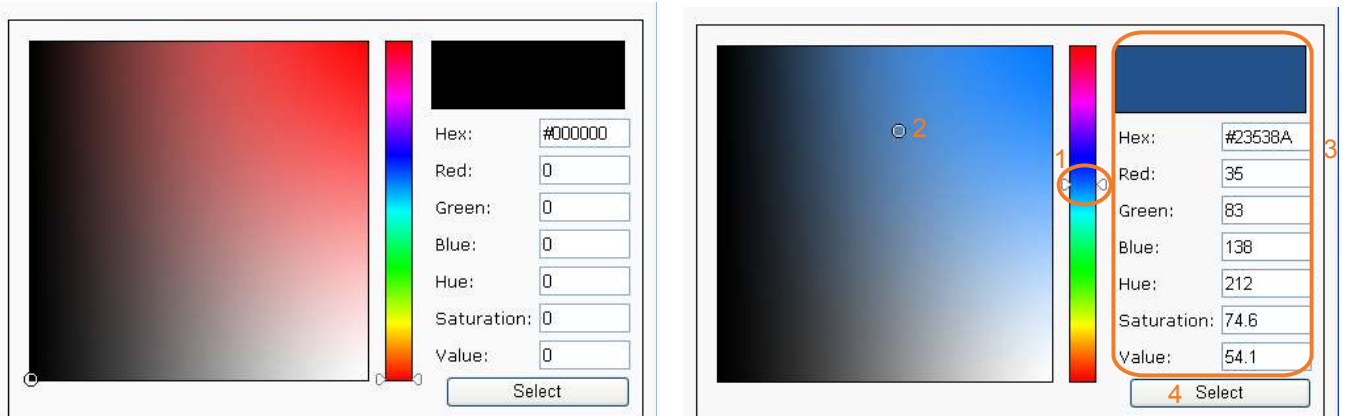 Hex: #000000
Red: 0
Green: 0
Blue: 0
Hue: 0
Saturation: 0
Value: 0
Select
1
2
3
Hex: #23538A
Red: 35
Green: 83
Blue: 138
Hue: 212
Saturation: 74.6
Value: 54.1
4 Select